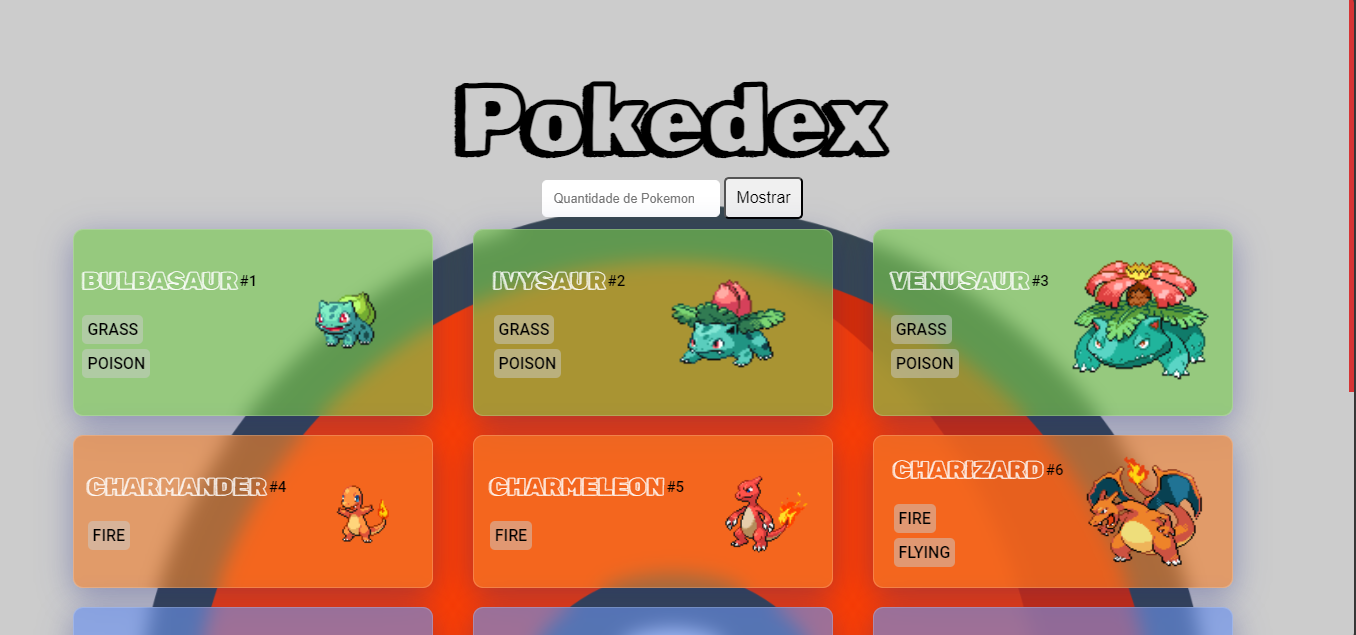 Pokedex
Quantidade de Pokemon Mostrar
BULBASAUR #1
GRASS
POISON
IVYSAUR #2
GRASS
POISON
VENUSAUR #3
GRASS
POISON
CHARMANDER #4
FIRE
CHARMELEON #5
FIRE
CHARIZARD #6
FIRE
FLYING